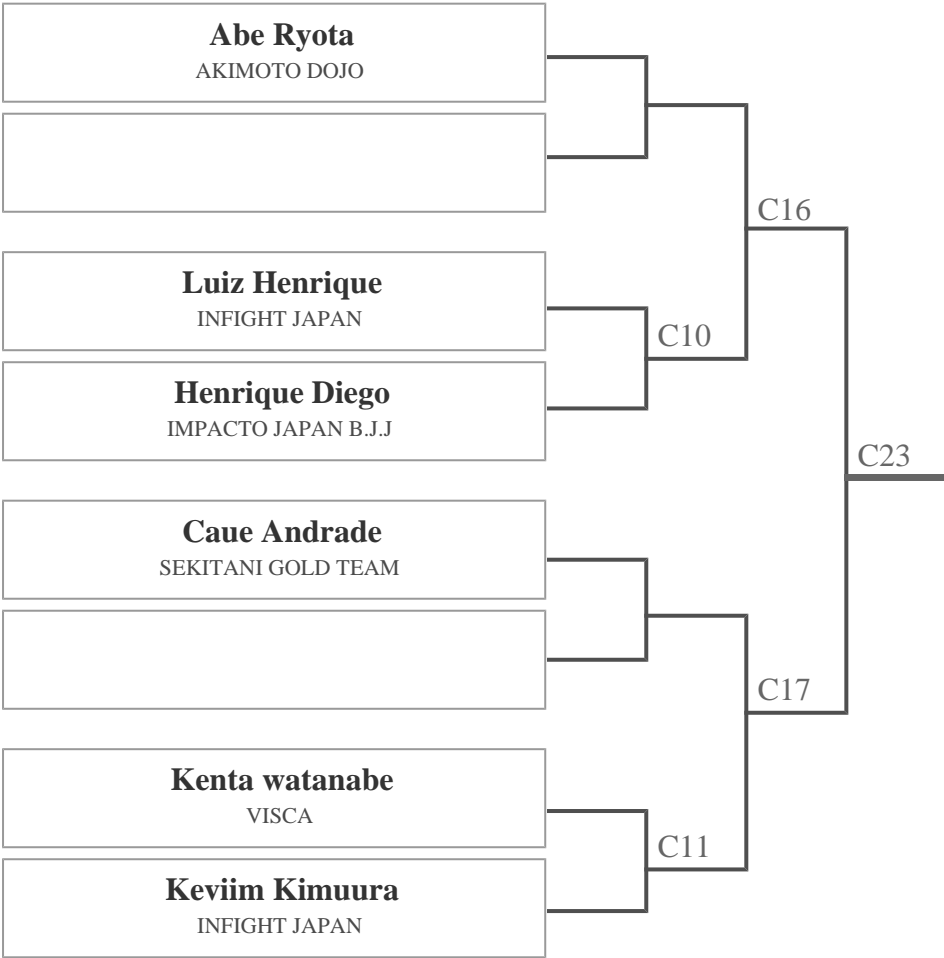 Abe Ryota
AKIMOTO DOJO
C16
Luiz Henrique
INFIGHT JAPAN
C10
Henrique Diego
IMPACTO JAPAN B.J.J
C23
Caue Andrade
SEKITANI GOLD TEAM
C17
Kenta watanabe
VISCA
C11
Keviim Kimuura
INFIGHT JAPAN